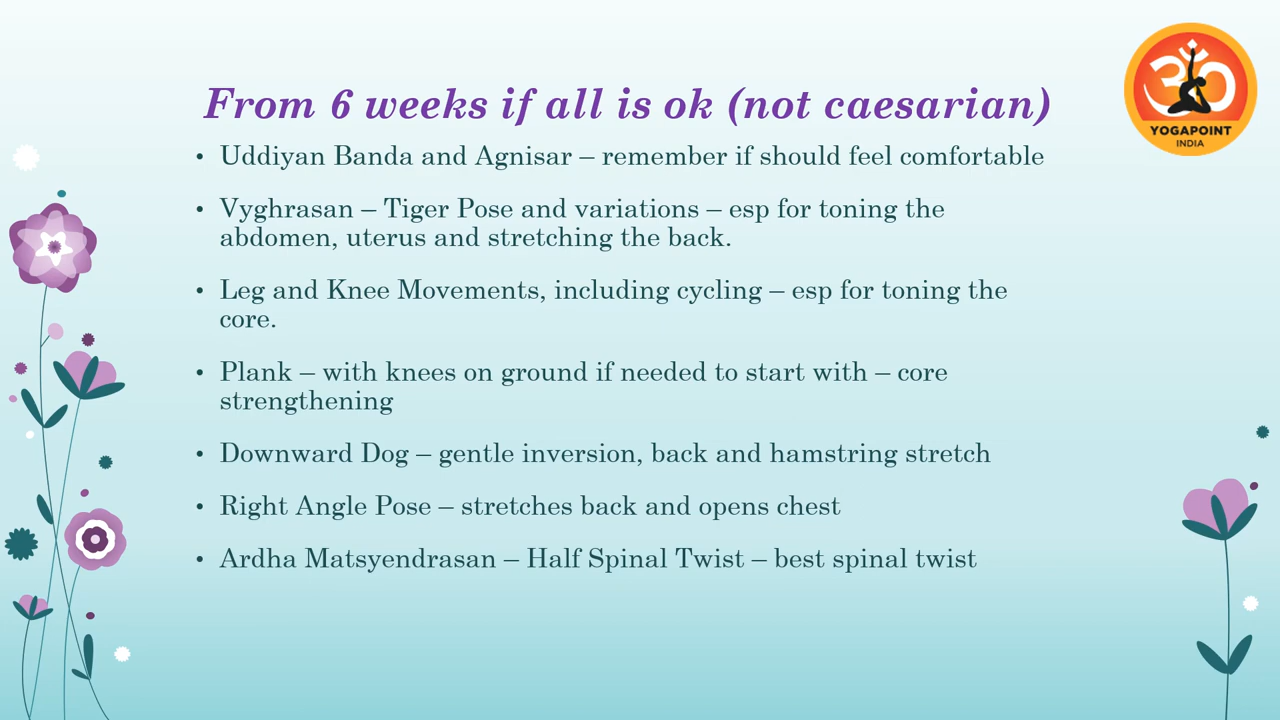 From 6 weeks if all is ok (not caesarian)
YOGAPOINT
INDIA
• Uddiyan Banda and Agnisar – remember if should feel comfortable
• Vyghrasan – Tiger Pose and variations – esp for toning the
abdomen, uterus and stretching the back.
• Leg and Knee Movements, including cycling – esp for toning the
core.
• Plank – with knees on ground if needed to start with – core
strengthening
• Downward Dog – gentle inversion, back and hamstring stretch
• Right Angle Pose – stretches back and opens chest
• Ardha Matsyendrasan – Half Spinal Twist – best spinal twist